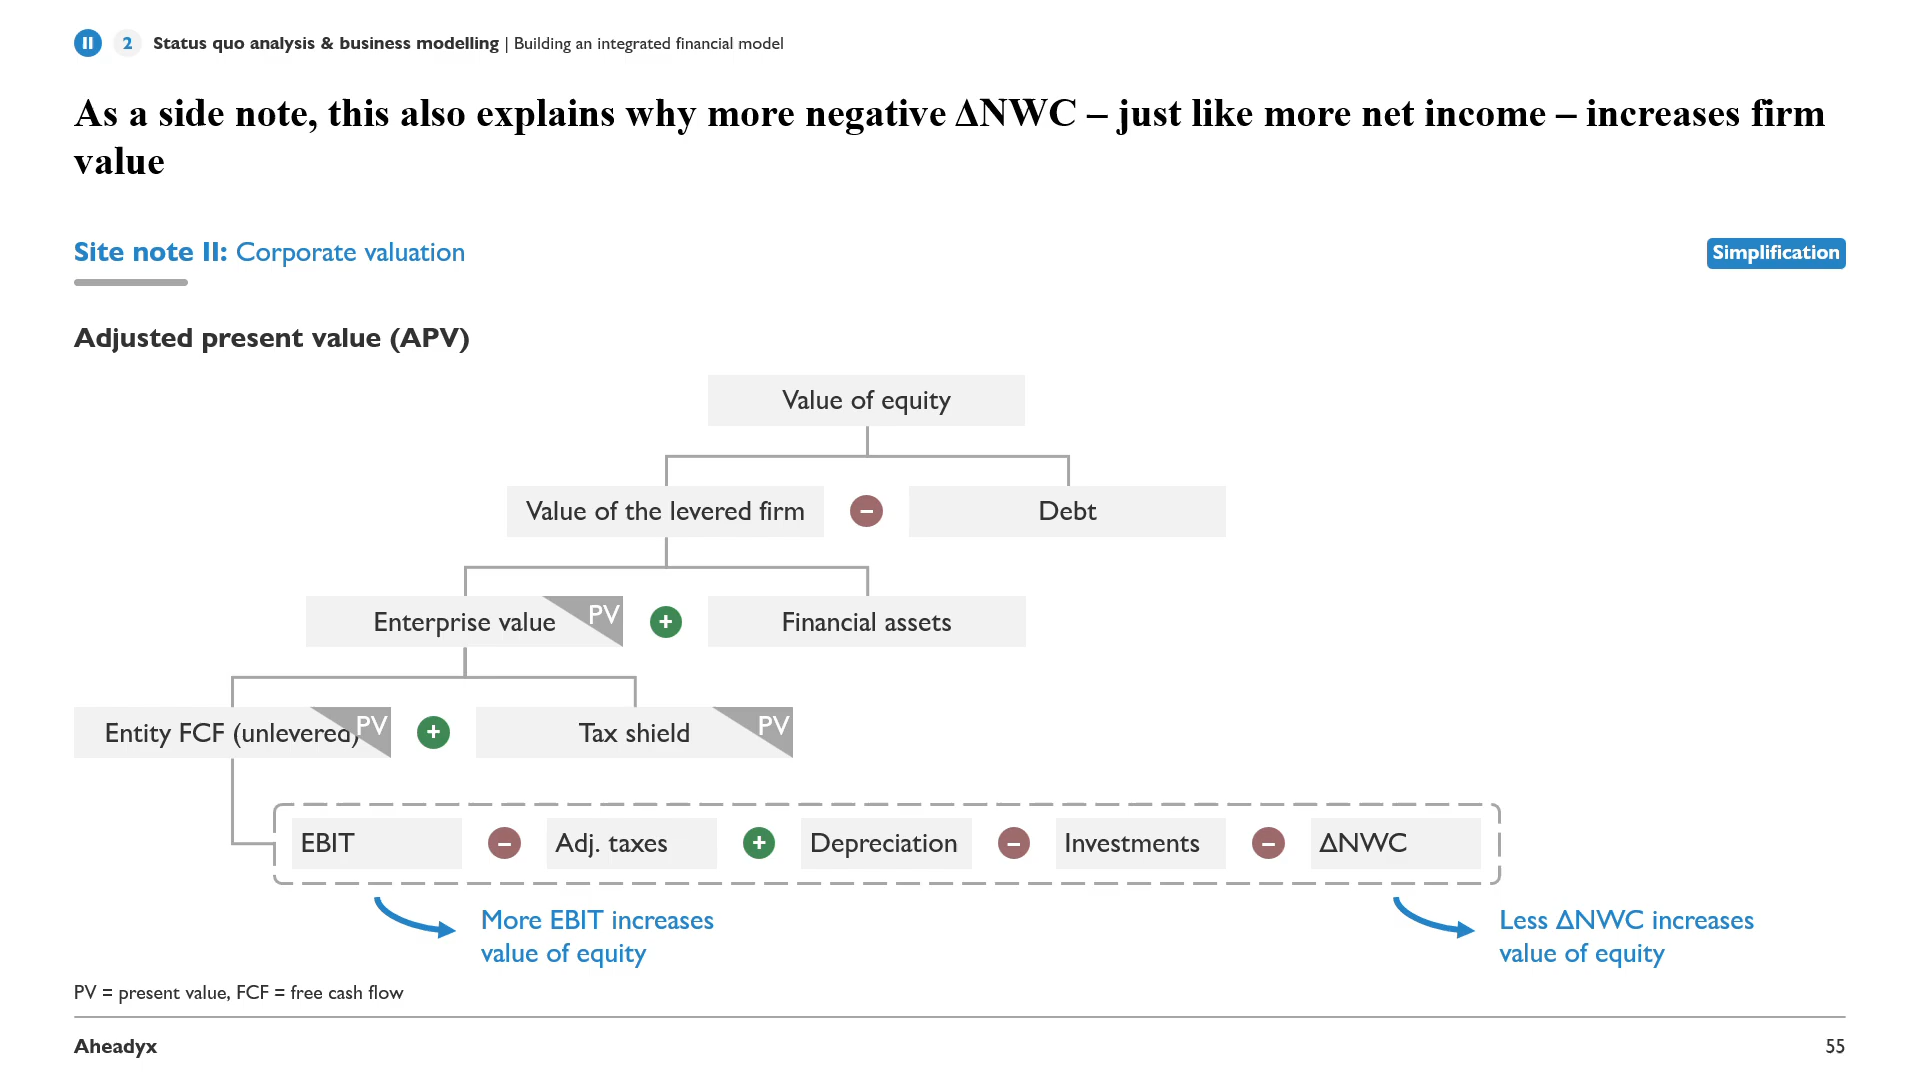 II 2 Status quo analysis & business modelling | Building an integrated financial model
As a side note, this also explains why more negative ΔNWC – just like more net income – increases firm
value
Site note II: Corporate valuation
Simplification
Adjusted present value (APV)
Value of equity
Value of the levered firm – Debt
Enterprise value PV + Financial assets
Entity FCF (unlevered) PV + Tax shield PV
EBIT – Adj. taxes + Depreciation – Investments – ΔNWC
More EBIT increases
value of equity
Less ΔNWC increases
value of equity
PV = present value, FCF = free cash flow
Aheadyx
55